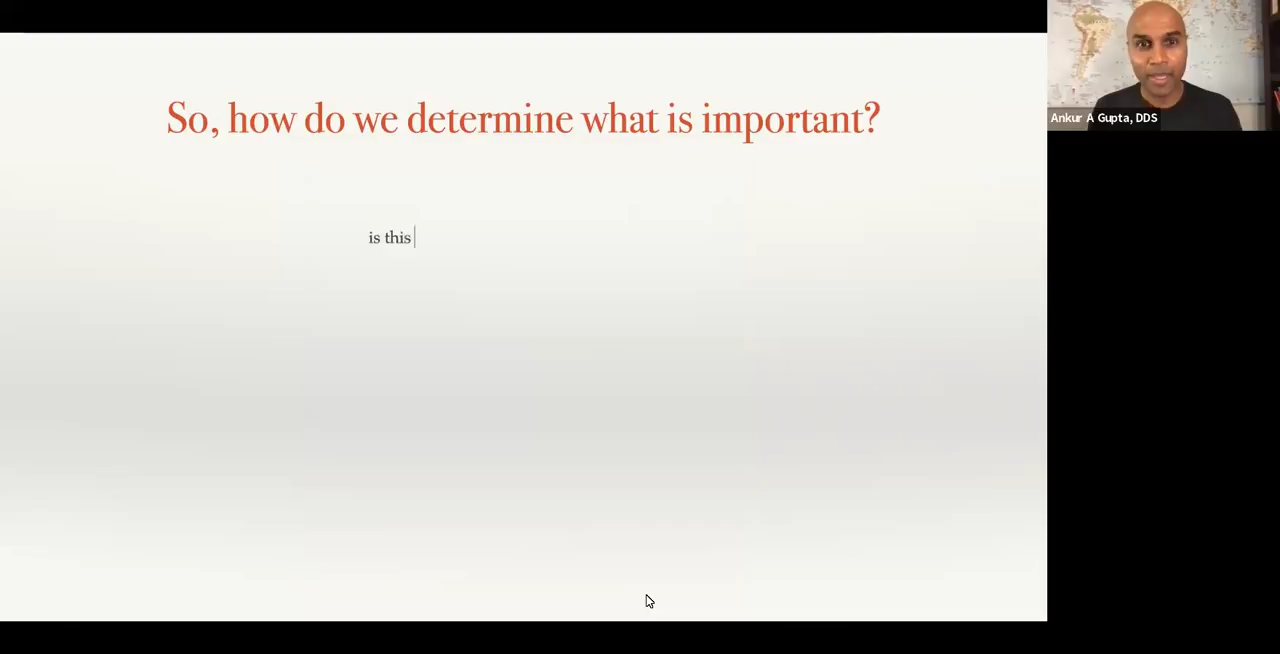 So, how do we determine what is important?
is this
Ankur A Gupta, DDS